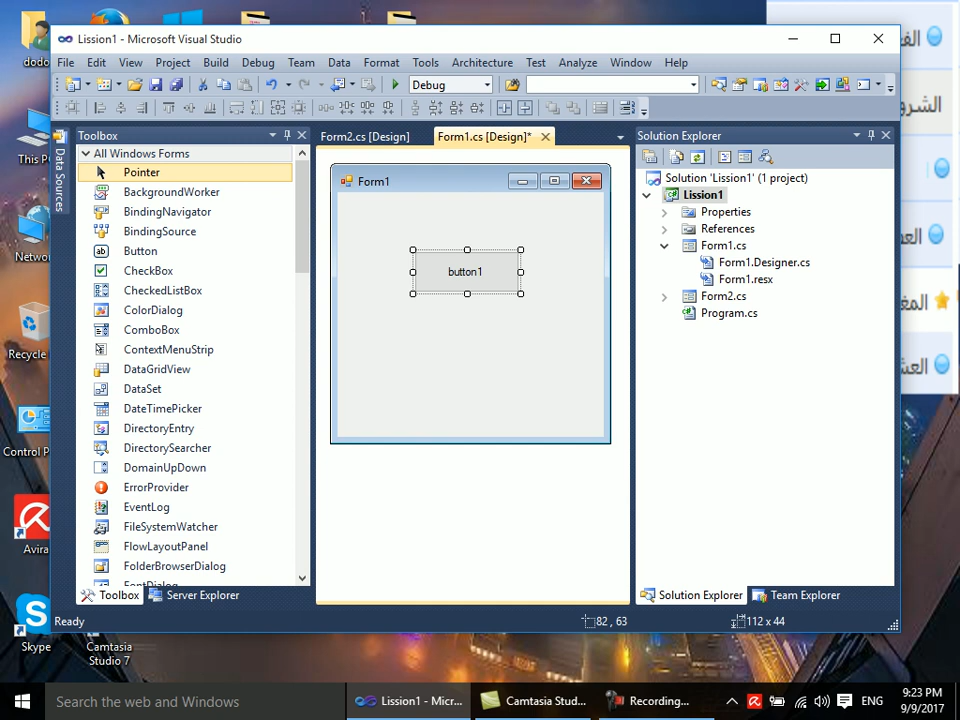 dodo
This P
Netwo
Recycle
Control P
Avira
Skype
Camtasia
Studio 7
Lission1 - Microsoft Visual Studio
File Edit View Project Build Debug Team Data Format Tools Architecture Test Analyze Window Help
Debug
Data Sources
Toolbox
All Windows Forms
Pointer
BackgroundWorker
BindingNavigator
BindingSource
Button
CheckBox
CheckedListBox
ColorDialog
ComboBox
ContextMenuStrip
DataGridView
DataSet
DateTimePicker
DirectoryEntry
DirectorySearcher
DomainUpDown
ErrorProvider
EventLog
FileSystemWatcher
FlowLayoutPanel
FolderBrowserDialog
FontDialog
Toolbox Server Explorer
Form2.cs [Design] Form1.cs [Design]*
Form1
button1
Solution Explorer
Solution 'Lission1' (1 project)
Lission1
Properties
References
Form1.cs
Form1.Designer.cs
Form1.resx
Form2.cs
Program.cs
Solution Explorer Team Explorer
Ready 82 , 63 112 x 44
الشرو
المغ
العش
Search the web and Windows
Lission1 - Micr...
Camtasia Stud...
Recording...
ENG
9:23 PM
9/9/2017